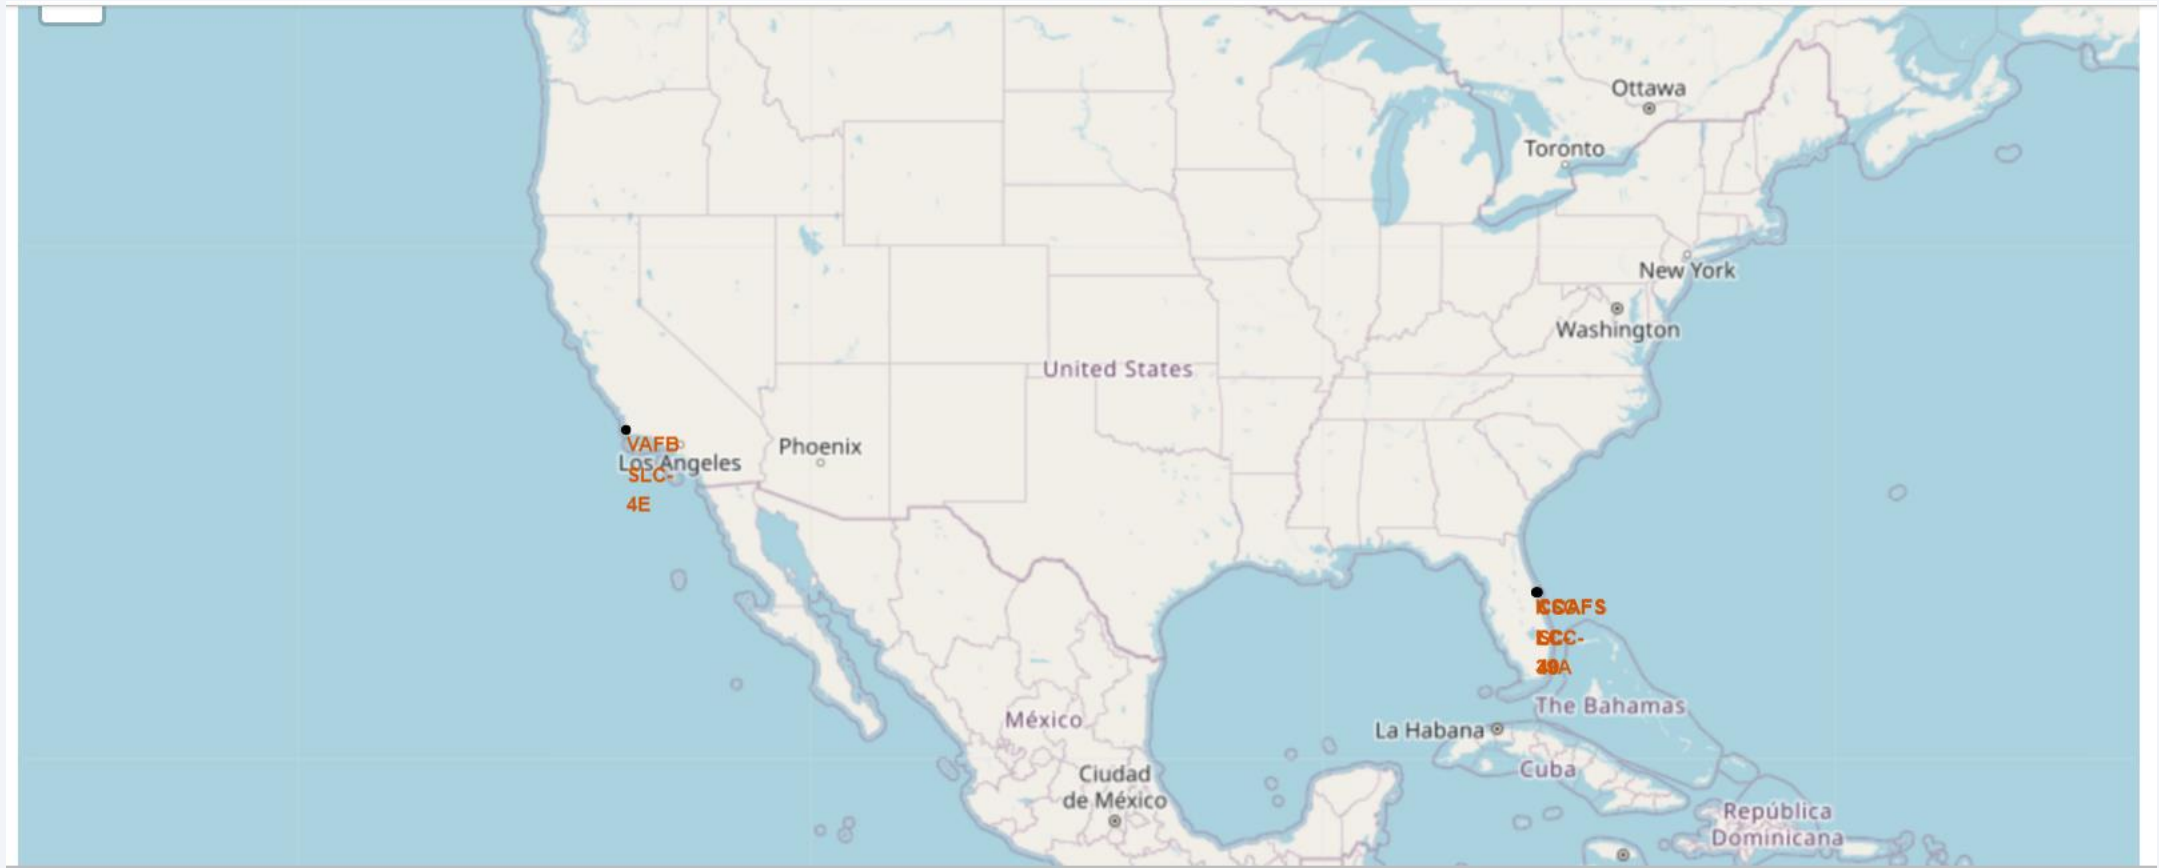 Ottawa
Toronto
New York
Washington
United States
VAFB
SLC-
4E
Los Angeles
Phoenix
The Bahamas
La Habana
México
Cuba
Ciudad
de México
República
Dominicana